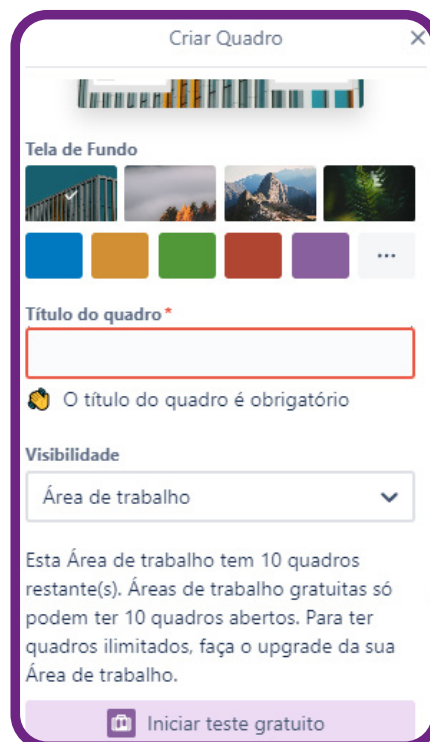 Criar Quadro
Tela de Fundo
Título do quadro *
O título do quadro é obrigatório
Visibilidade
Área de trabalho
Esta Área de trabalho tem 10 quadros
restante(s). Áreas de trabalho gratuitas só
podem ter 10 quadros abertos. Para ter
quadros ilimitados, faça o upgrade da sua
Área de trabalho.
Iniciar teste gratuito